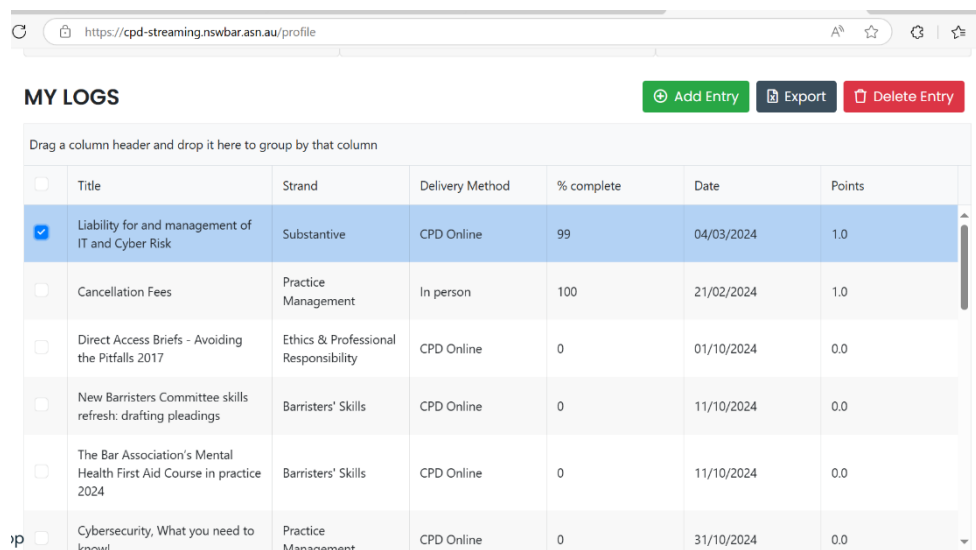 https://cpd-streaming.nswbar.asn.au/profile
MY LOGS
Add Entry
Export
Delete Entry
Drag a column header and drop it here to group by that column
Title Strand Delivery Method % complete Date Points
Liability for and management of
IT and Cyber Risk
Substantive CPD Online 99 04/03/2024 1.0
Cancellation Fees
Practice
Management
In person 100 21/02/2024 1.0
Direct Access Briefs - Avoiding
the Pitfalls 2017
Ethics & Professional
Responsibility
CPD Online 0 01/10/2024 0.0
New Barristers Committee skills
refresh: drafting pleadings
Barristers' Skills CPD Online 0 11/10/2024 0.0
The Bar Association's Mental
Health First Aid Course in practice
2024
Barristers' Skills CPD Online 0 11/10/2024 0.0
Cybersecurity, What you need to
know!
Practice
Management
CPD Online 0 31/10/2024 0.0